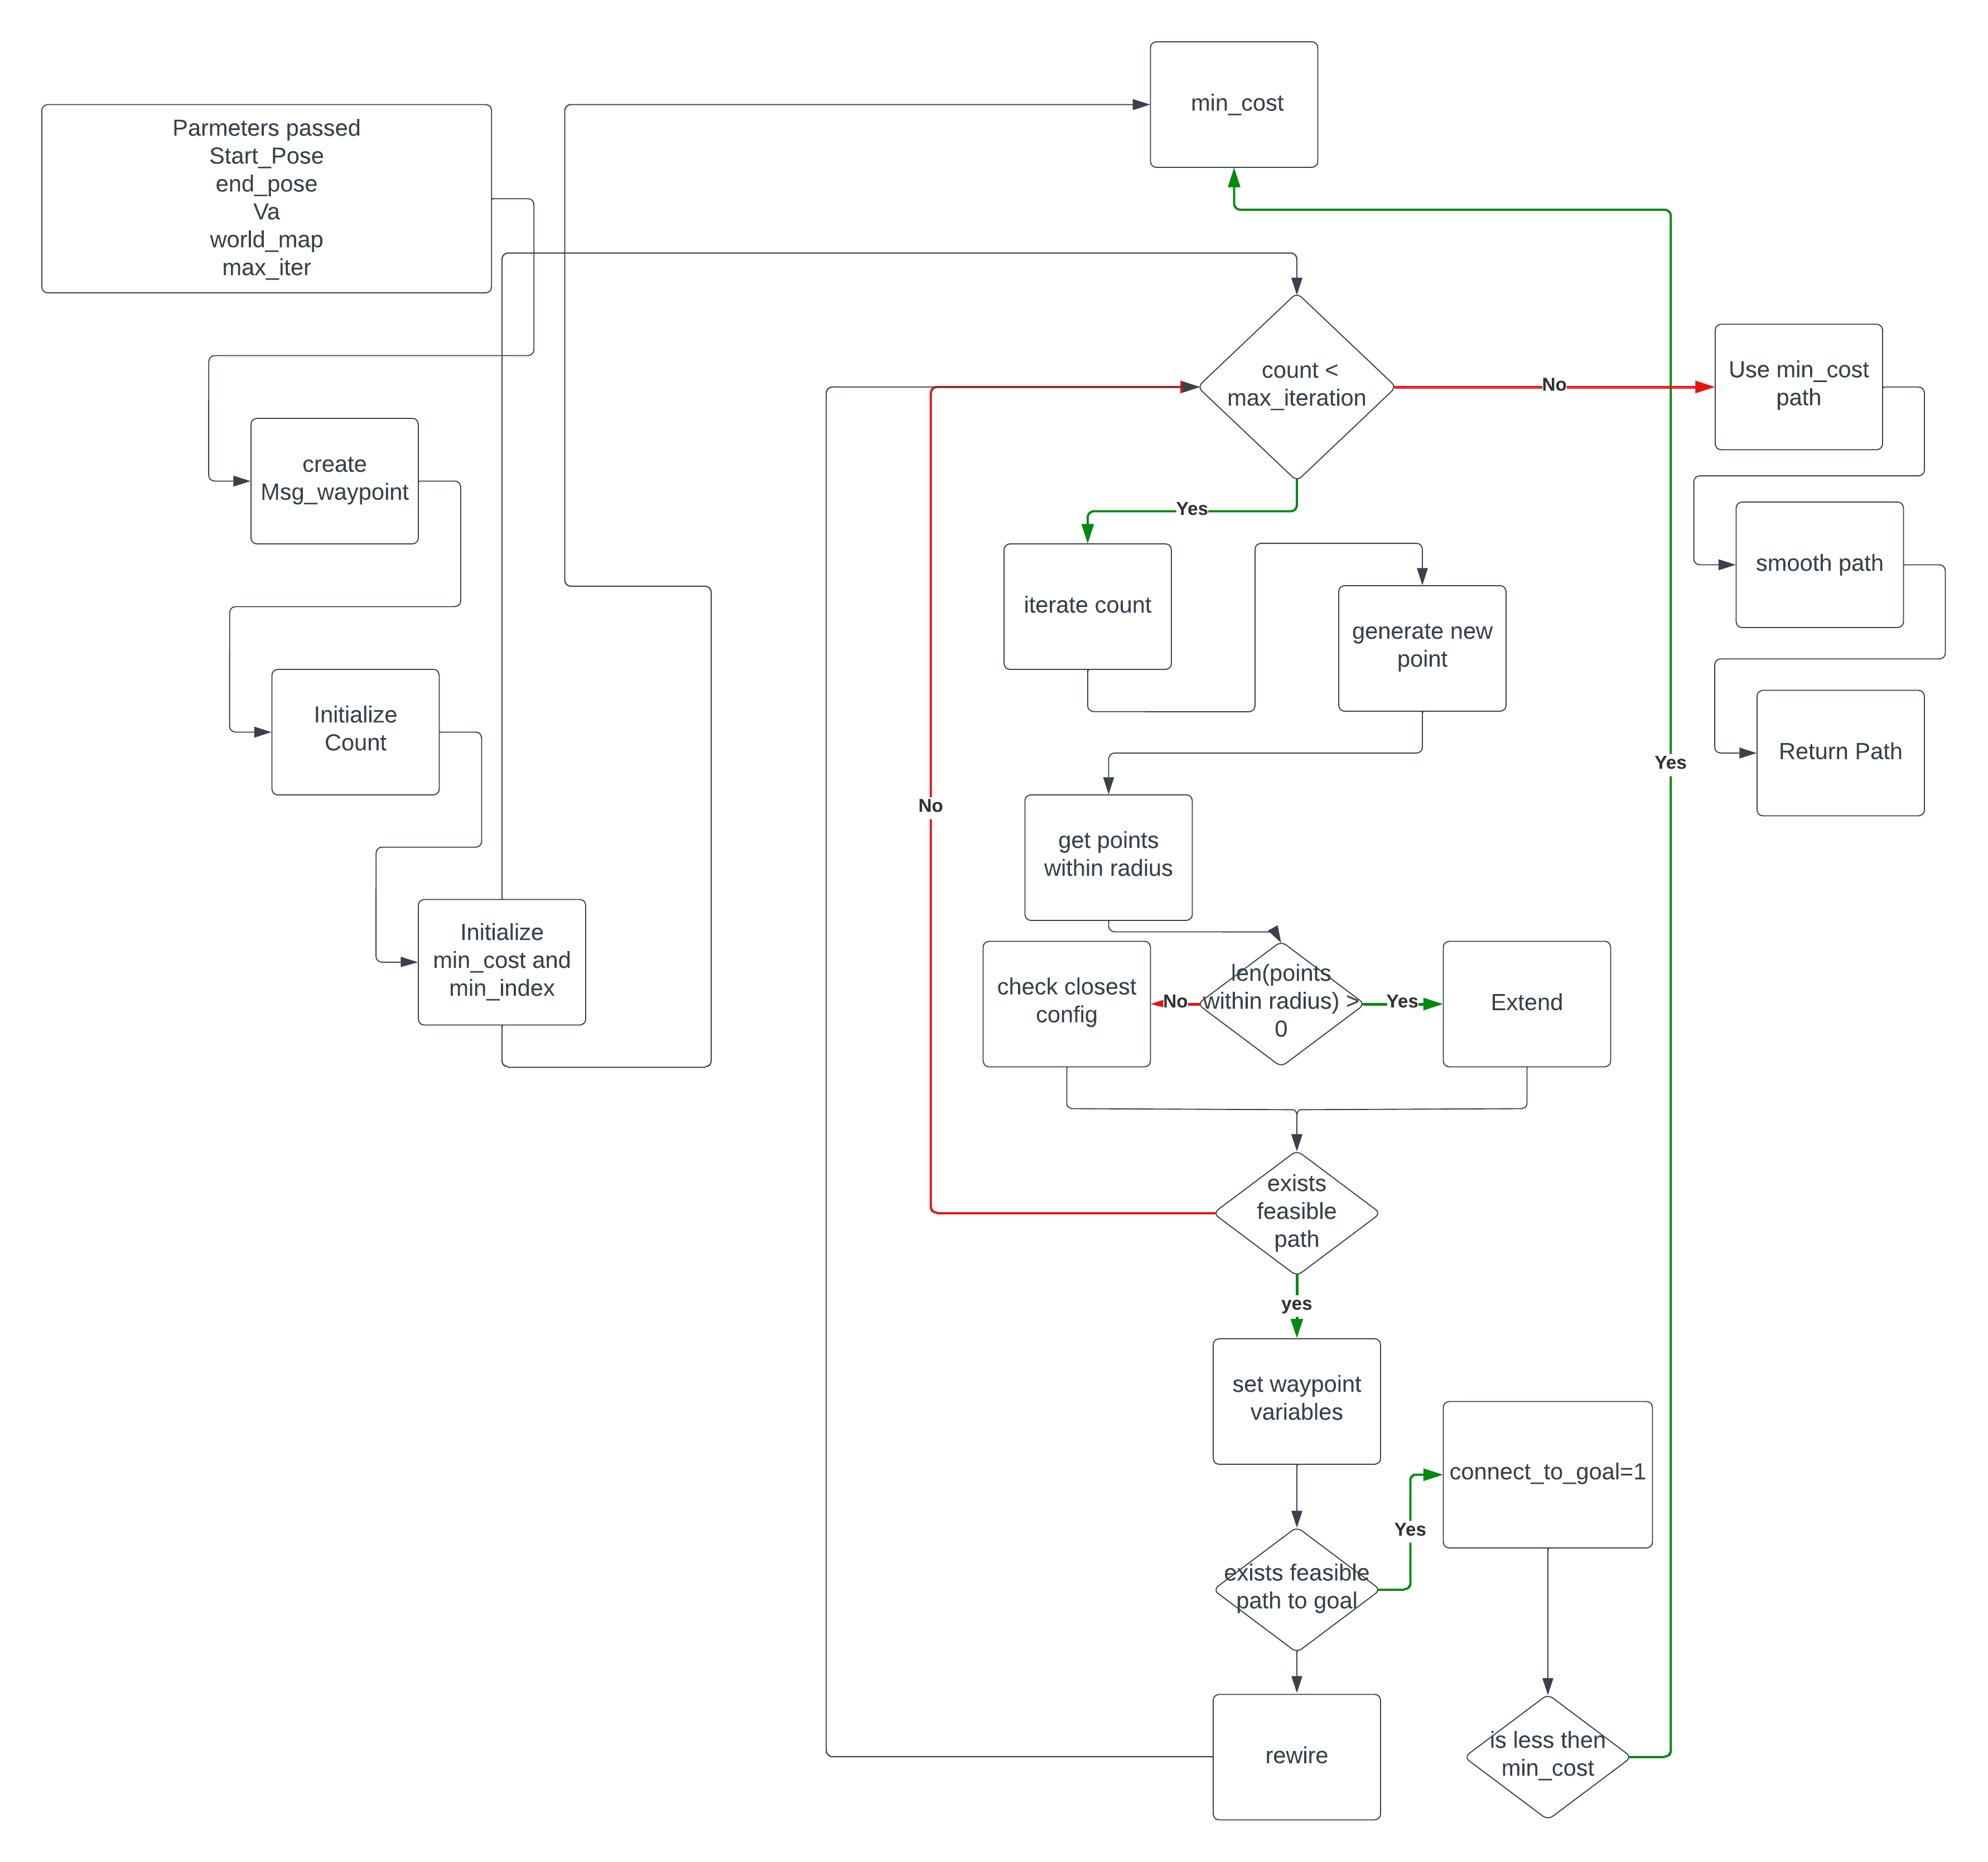 min_cost
Parmeters passed
Start_Pose
end_pose
Va
world_map
max_iter
count <
max_iteration
No
Use min_cost
path
create
Msg_waypoint
Yes
smooth path
iterate count
generate new
point
Initialize
Count
Return Path
Yes
No
get points
within radius
Initialize
min_cost and
min_index
check closest
config
No
len(points
within radius) >
0
Yes
Extend
exists
feasible
path
yes
set waypoint
variables
connect_to_goal=1
Yes
exists feasible
path to goal
rewire
is less then
min_cost